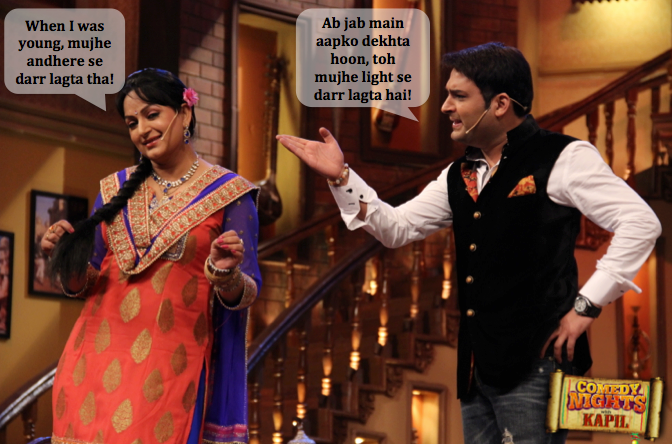 When I was
young, mujhe
andhere se
darr lagta tha!
Ab jab main
aapko dekhta
hoon, toh
mujhe light se
darr lagta hai!
COMEDY
NIGHTS
WITH
KAPIL